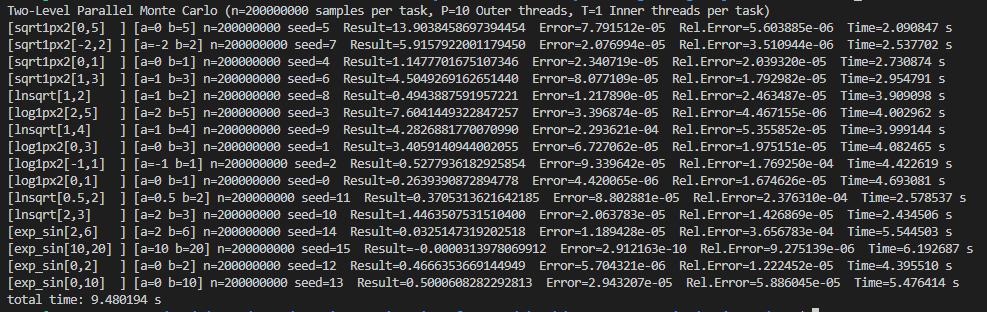 Two-Level Parallel Monte Carlo (n=200000000 samples per task, P=10 Outer threads, T=1 Inner threads per task)
[sqrt1px2[0,5]  ] [a=0 b=5] n=200000000 seed=5  Result=13.9038458697394454  Error=7.791512e-05  Rel.Error=5.603885e-06  Time=2.090847 s
[sqrt1px2[-2,2] ] [a=-2 b=2] n=200000000 seed=7  Result=5.9157922001179450  Error=2.076994e-05  Rel.Error=3.510944e-06  Time=2.537702 s
[sqrt1px2[0,1]  ] [a=0 b=1] n=200000000 seed=4  Result=1.1477701675107346  Error=2.340719e-05  Rel.Error=2.039320e-05  Time=2.730874 s
[sqrt1px2[1,3]  ] [a=1 b=3] n=200000000 seed=6  Result=4.5049269162651440  Error=8.077109e-05  Rel.Error=1.792982e-05  Time=2.954791 s
[lnsqrt[1,2]    ] [a=1 b=2] n=200000000 seed=8  Result=0.4943887591957221  Error=1.217890e-05  Rel.Error=2.463487e-05  Time=3.909098 s
[log1px2[2,5]   ] [a=2 b=5] n=200000000 seed=3  Result=7.6041449322847257  Error=3.396874e-05  Rel.Error=4.467155e-06  Time=4.002962 s
[lnsqrt[1,4]    ] [a=1 b=4] n=200000000 seed=9  Result=4.2826881770070990  Error=2.293621e-04  Rel.Error=5.355852e-05  Time=3.999144 s
[log1px2[0,3]   ] [a=0 b=3] n=200000000 seed=1  Result=3.4059140944002055  Error=6.727062e-05  Rel.Error=1.975151e-05  Time=4.082465 s
[log1px2[-1,1]  ] [a=-1 b=1] n=200000000 seed=2  Result=0.5277936182925854  Error=9.339642e-05  Rel.Error=1.769250e-04  Time=4.422619 s
[log1px2[0,1]   ] [a=0 b=1] n=200000000 seed=0  Result=0.2639390872894778  Error=4.420065e-06  Rel.Error=1.674626e-05  Time=4.693081 s
[lnsqrt[0.5,2]  ] [a=0.5 b=2] n=200000000 seed=11  Result=0.3705313621642185  Error=8.802881e-05  Rel.Error=2.376310e-04  Time=2.578537 s
[lnsqrt[2,3]    ] [a=2 b=3] n=200000000 seed=10  Result=1.4463507531510400  Error=2.063783e-05  Rel.Error=1.426869e-05  Time=2.434506 s
[exp_sin[2,6]   ] [a=2 b=6] n=200000000 seed=14  Result=0.0325147319202518  Error=1.189428e-05  Rel.Error=3.656783e-04  Time=5.544503 s
[exp_sin[10,20] ] [a=10 b=20] n=200000000 seed=15  Result=-0.0000313978069912  Error=2.912163e-10  Rel.Error=9.275139e-06  Time=6.192687 s
[exp_sin[0,2]   ] [a=0 b=2] n=200000000 seed=12  Result=0.4666353669144949  Error=5.704313e-06  Rel.Error=1.222452e-05  Time=4.395510 s
[exp_sin[0,10]  ] [a=0 b=10] n=200000000 seed=13  Result=0.5000608282292813  Error=2.943207e-05  Rel.Error=5.886045e-05  Time=5.476414 s
total time: 9.480194 s